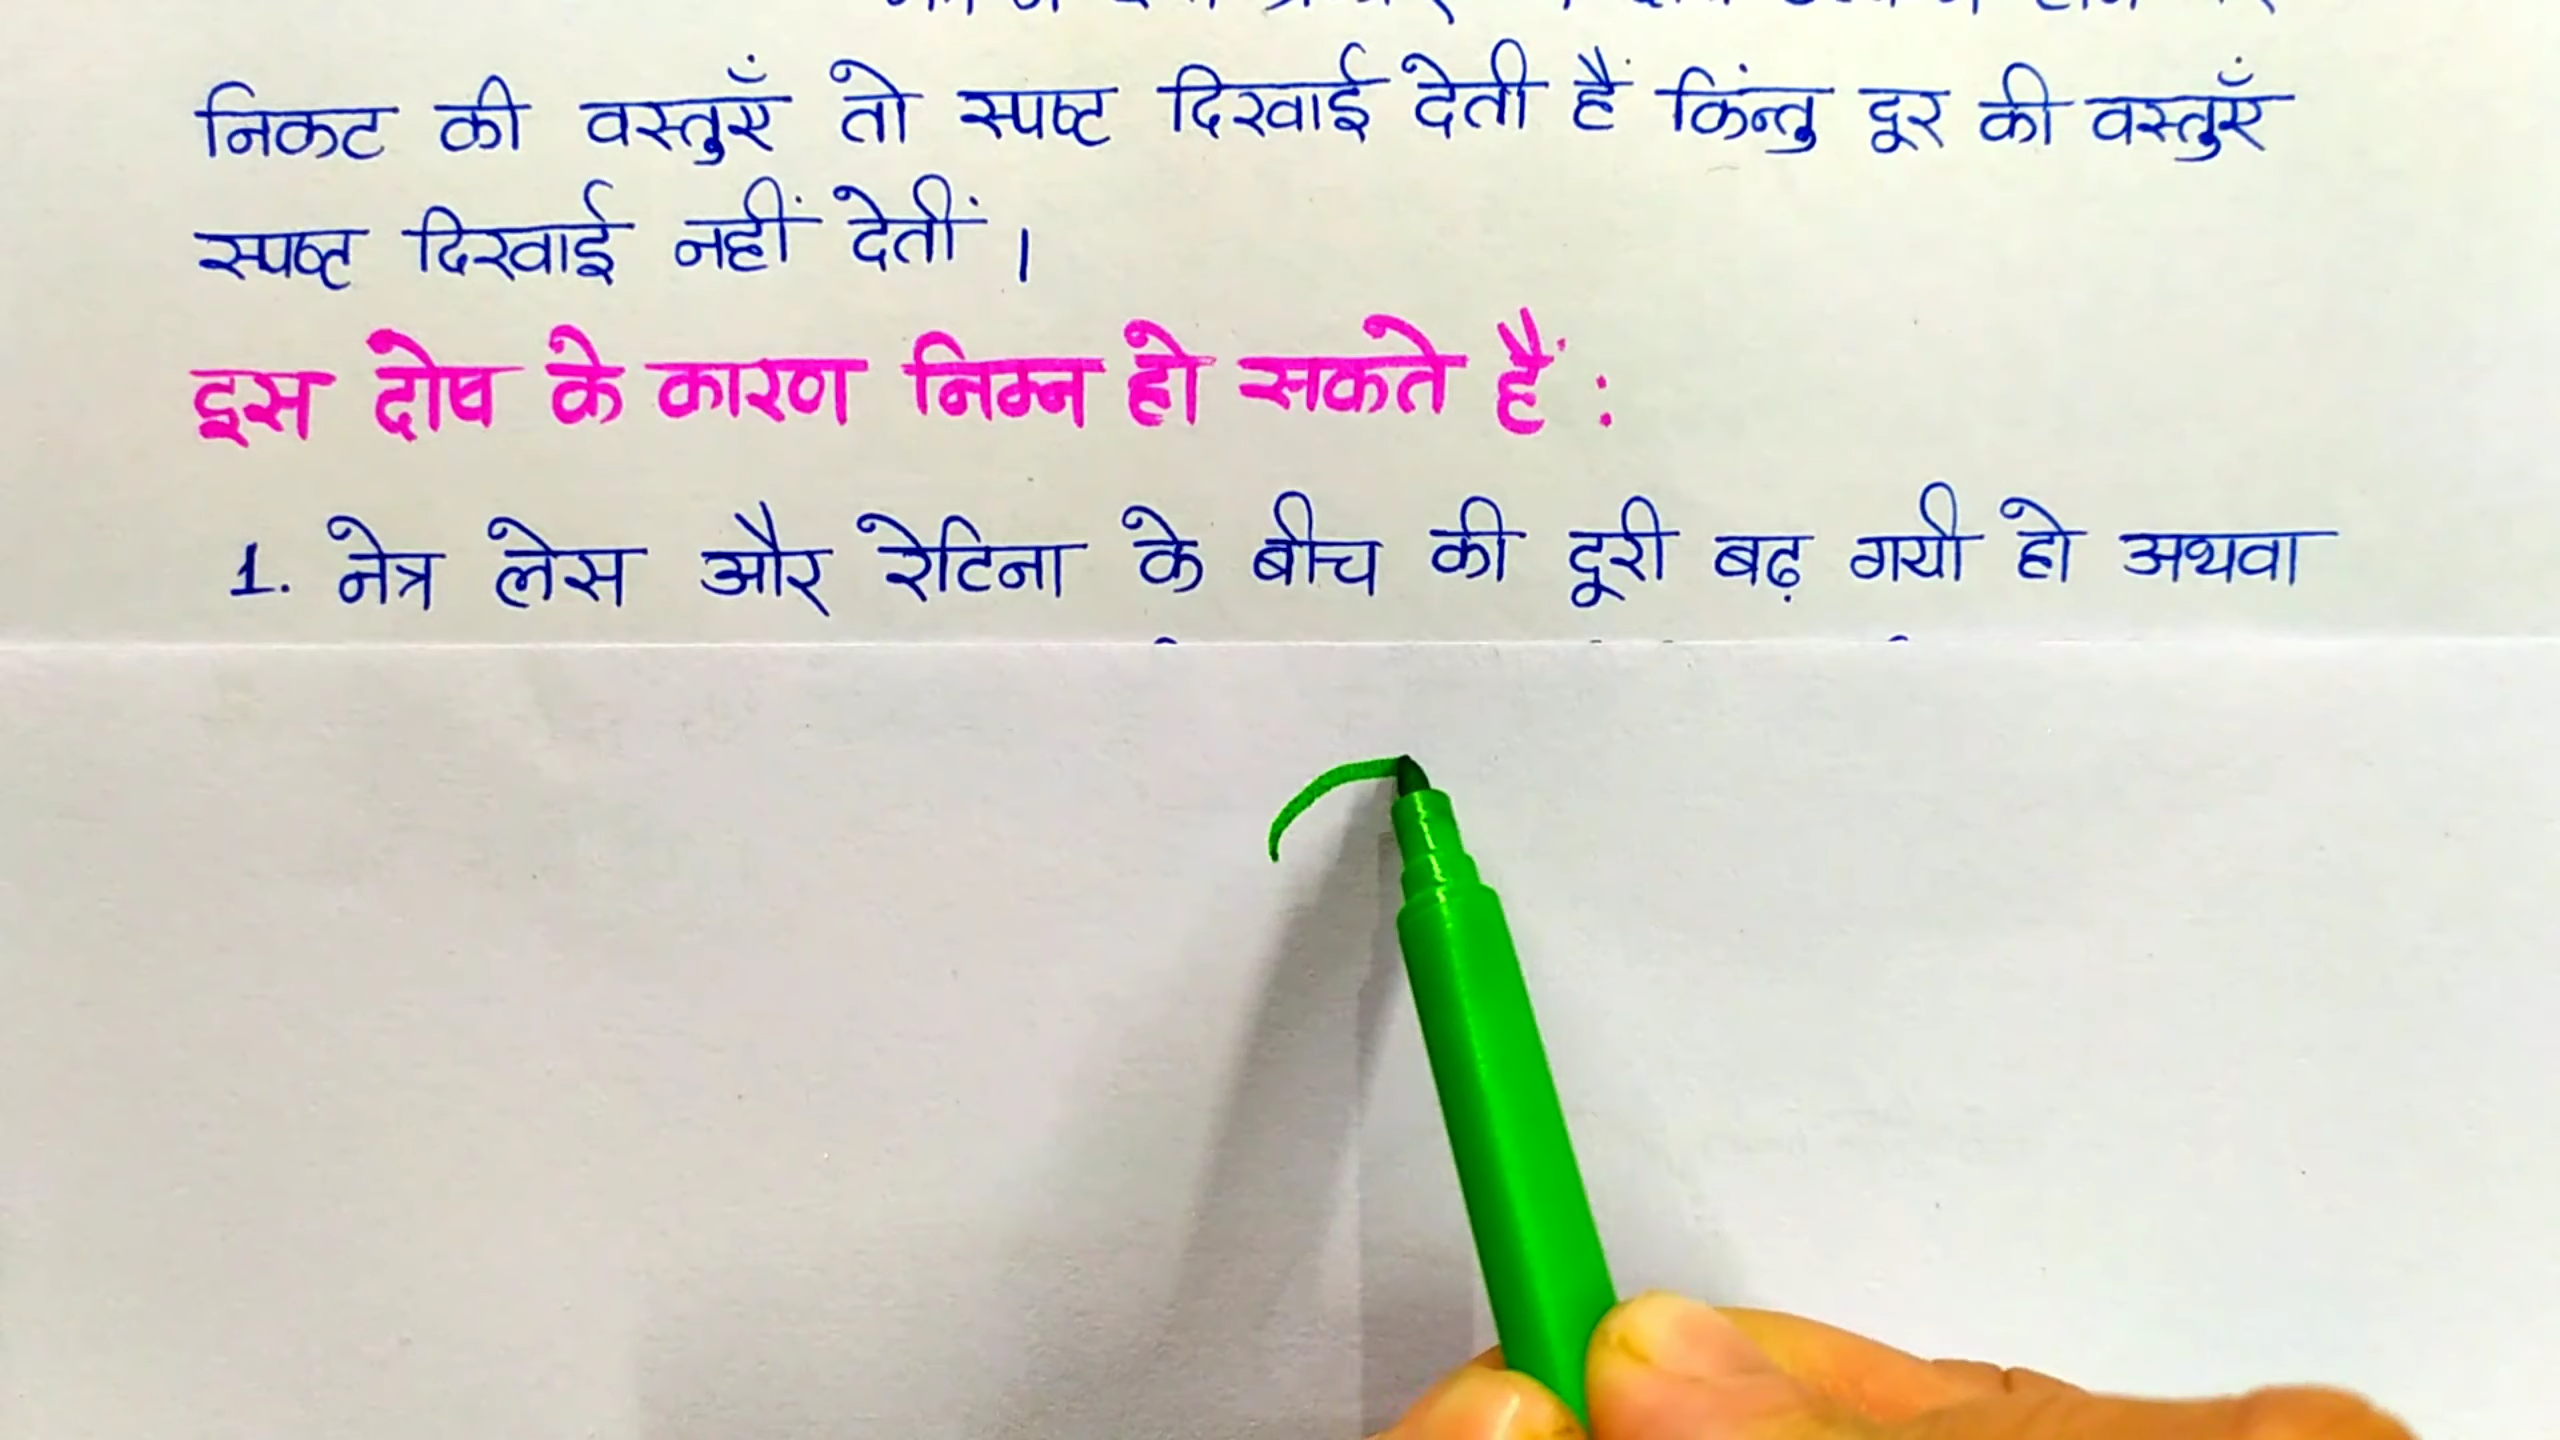 निकट की वस्तुएँ तो स्पष्ट दिखाई देती हैं किंन्तु दूर की वस्तुएँ
स्पष्ट दिखाई नहीं देतीं ।
इस दोष के कारण निम्न हो सकते हैं :
1. नेत्र लेंस और रेटिना के बीच की दूरी बढ़ गयी हो अथवा